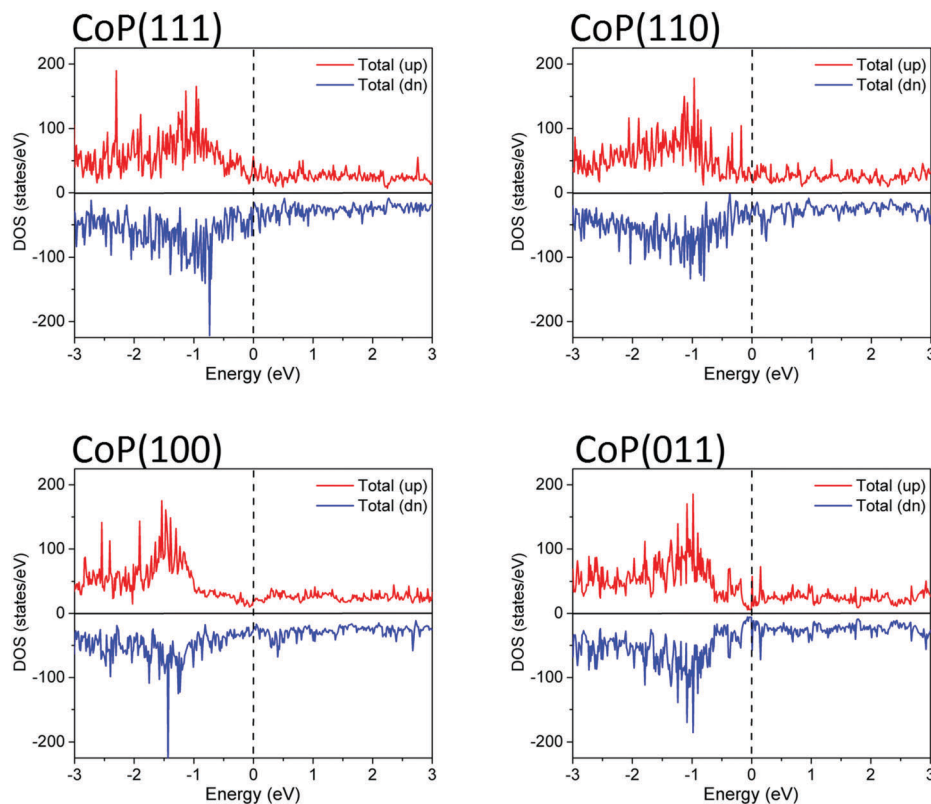 CoP(111)
Total (up)
Total (dn)
200
100
0
-100
-200
DOS (states/eV)
-3 -2 -1 0 1 2 3
Energy (eV)
CoP(110)
Total (up)
Total (dn)
200
100
0
-100
-200
DOS (states/eV)
-3 -2 -1 0 1 2 3
Energy (eV)
CoP(100)
Total (up)
Total (dn)
200
100
0
-100
-200
DOS (states/eV)
-3 -2 -1 0 1 2 3
Energy (eV)
CoP(011)
Total (up)
Total (dn)
200
100
0
-100
-200
DOS (states/eV)
-3 -2 -1 0 1 2 3
Energy (eV)